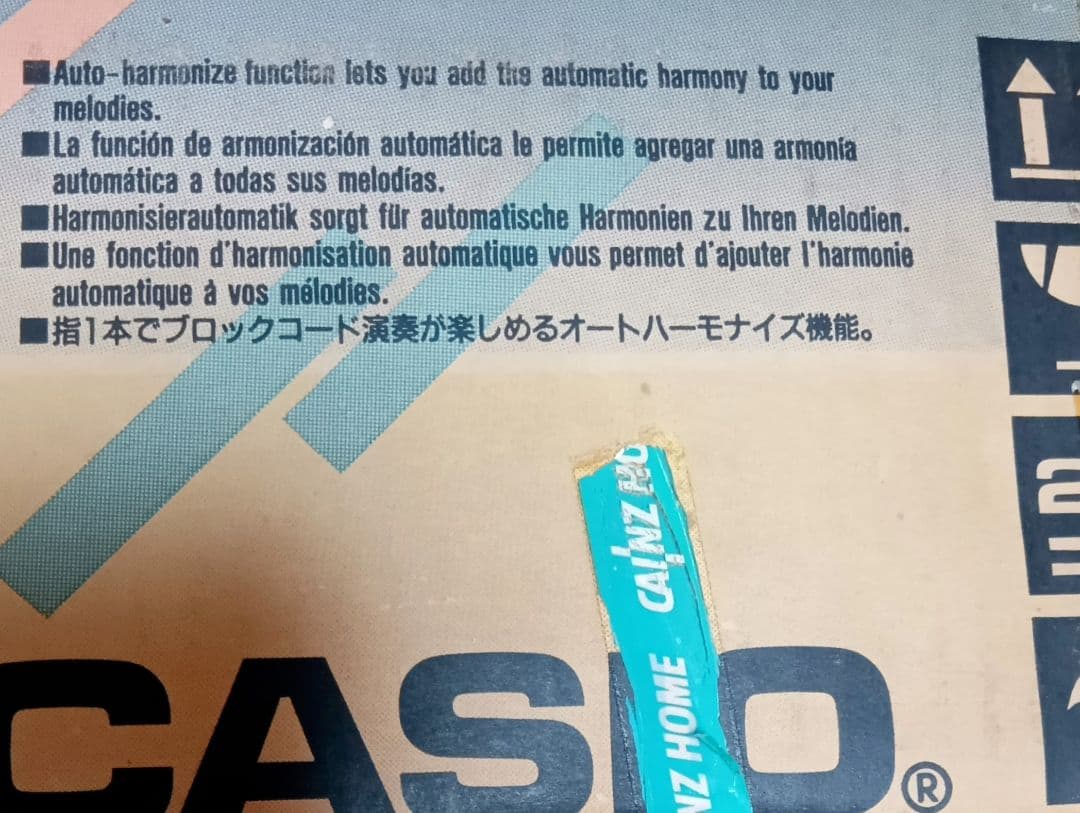 ■Auto-harmonize function lets you add the automatic harmony to your
melodies.
■La función de armonización automática le permite agregar una armonía
automática a todas sus melodías.
■Harmonisierautomatik sorgt für automatische Harmonien zu Ihren Melodien.
■Une fonction d'harmonisation automatique vous permet d'ajouter l'harmonie
automatique à vos mélodies.
■指1本でブロックコード演奏が楽しめるオートハーモナイズ機能。
CAINZ HO
NZ HOME
CASIO®